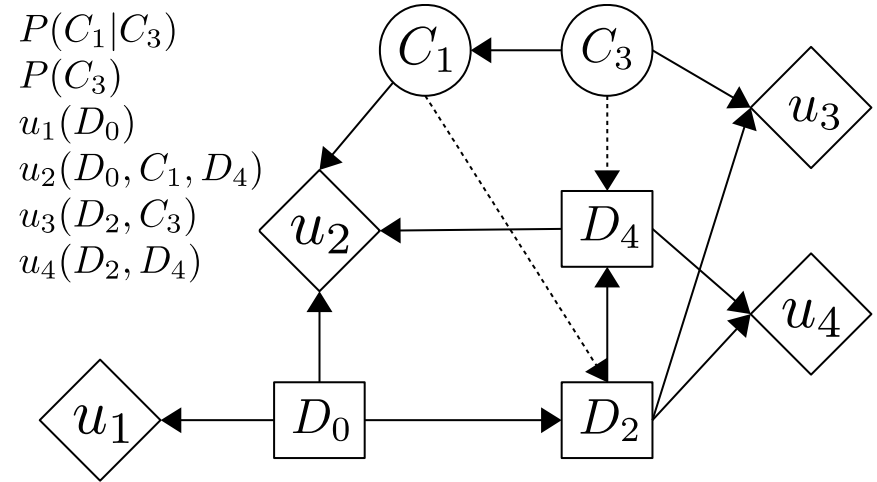 P(C₁|C₃)
P(C₃)
u₁(D₀)
u₂(D₀, C₁, D₄)
u₃(D₂, C₃)
u₄(D₂, D₄)
C₁
C₃
u₃
u₂
D₄
u₄
u₁
D₀
D₂